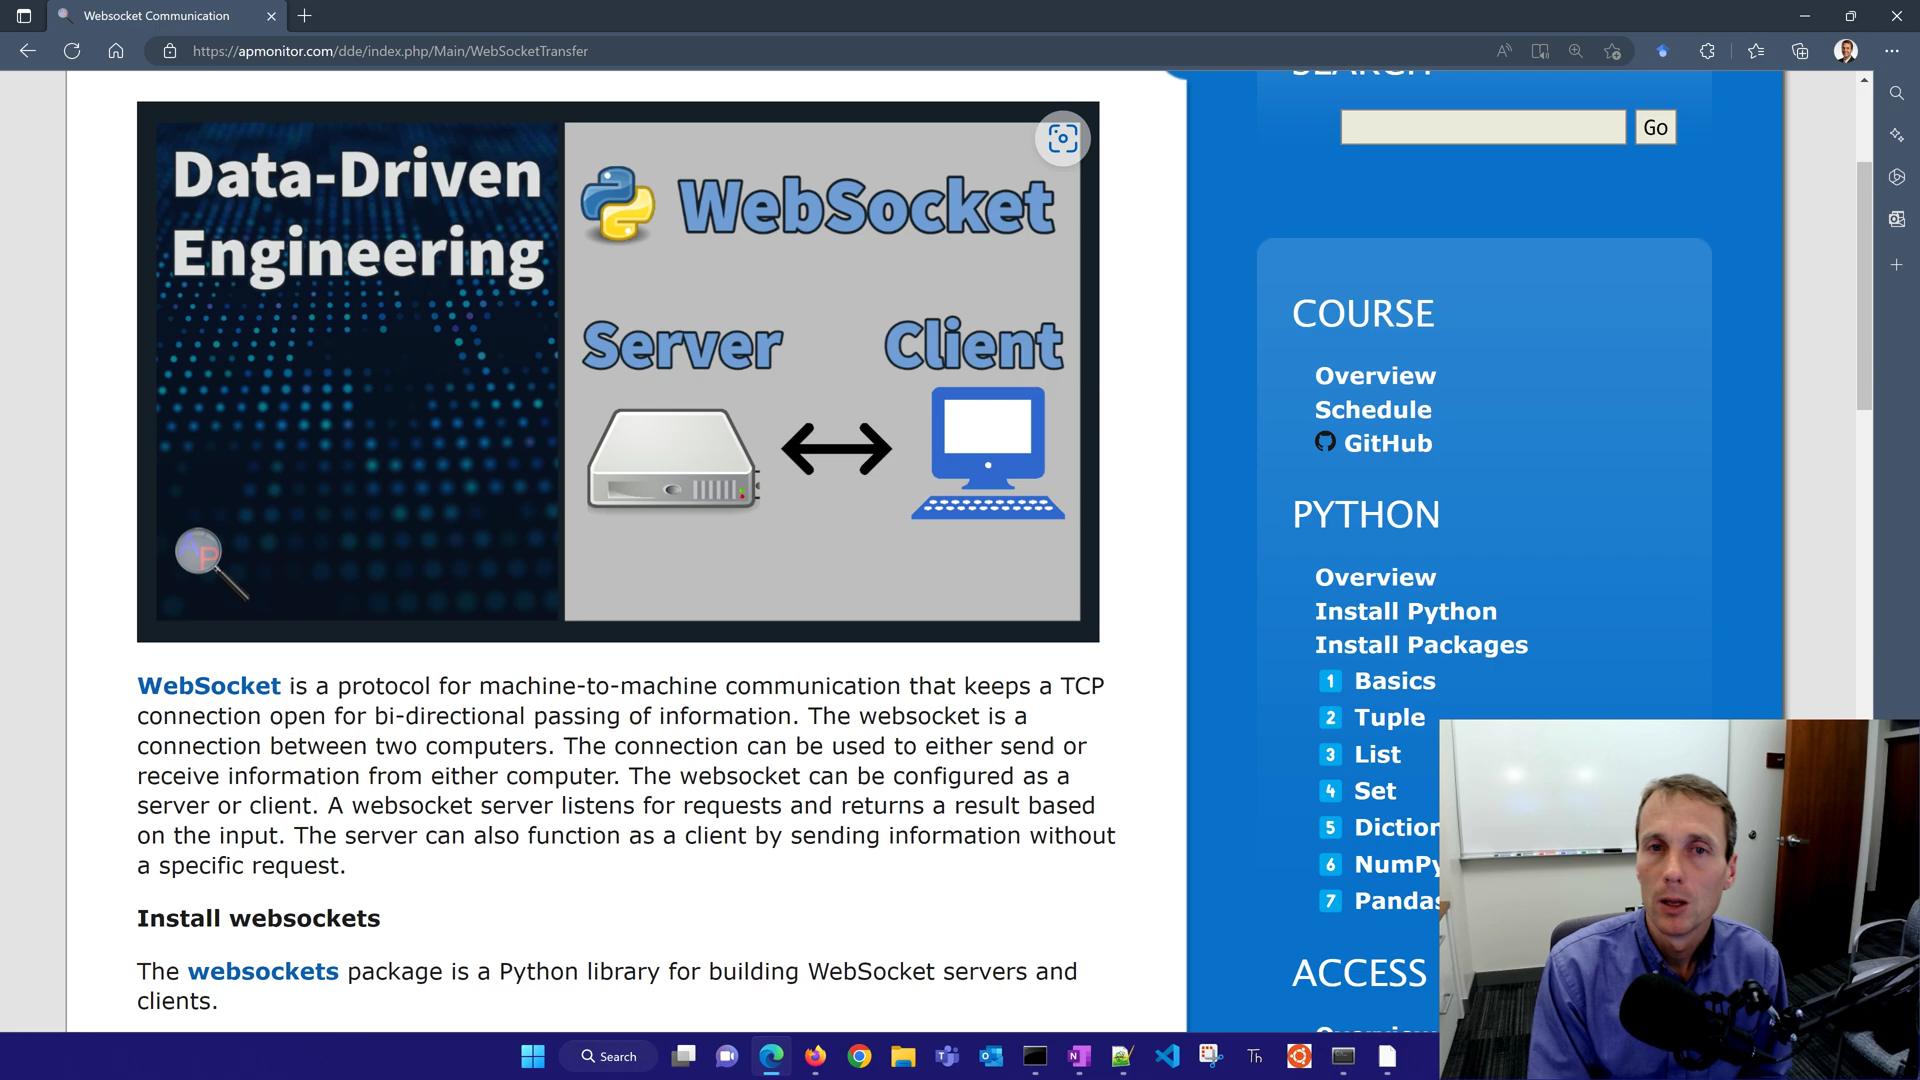 Websocket Communication
https://apmonitor.com/dde/index.php/Main/WebSocketTransfer
Data-Driven
Engineering
AP
WebSocket
Server
Client
WebSocket is a protocol for machine-to-machine communication that keeps a TCP
connection open for bi-directional passing of information. The websocket is a
connection between two computers. The connection can be used to either send or
receive information from either computer. The websocket can be configured as a
server or client. A websocket server listens for requests and returns a result based
on the input. The server can also function as a client by sending information without
a specific request.
Install websockets
The websockets package is a Python library for building WebSocket servers and
clients.
SEARCH
Go
COURSE
Overview
Schedule
GitHub
PYTHON
Overview
Install Python
Install Packages
1 Basics
2 Tuple
3 List
4 Set
5 Diction
6 NumPy
7 Pandas
ACCESS
Overview
Search
Th